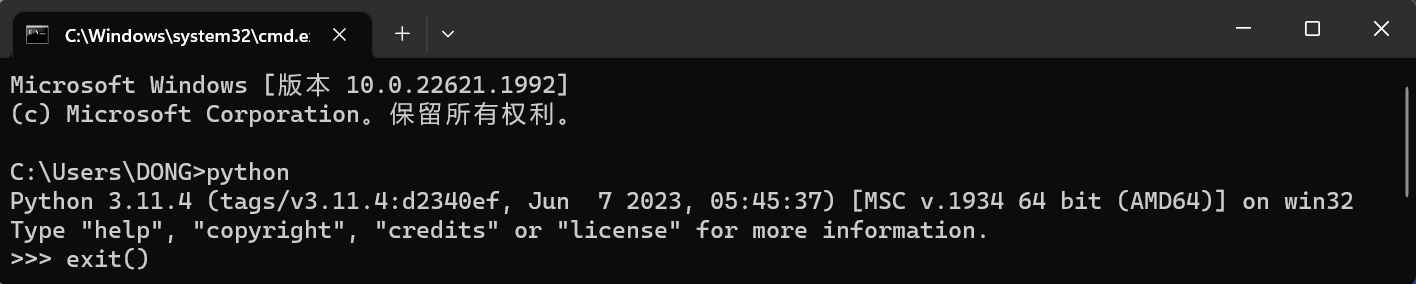 C:\Windows\system32\cmd.e
Microsoft Windows [版本 10.0.22621.1992]
(c) Microsoft Corporation。保留所有权利。
C:\Users\DONG>python
Python 3.11.4 (tags/v3.11.4:d2340ef, Jun  7 2023, 05:45:37) [MSC v.1934 64 bit (AMD64)] on win32
Type "help", "copyright", "credits" or "license" for more information.
>>> exit()